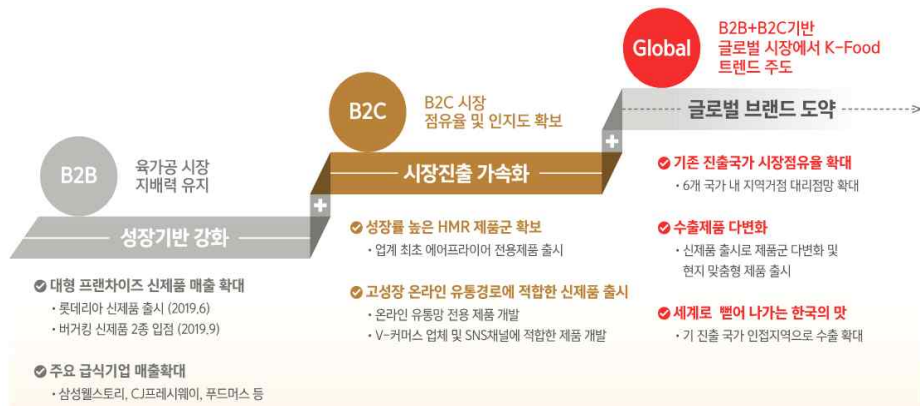 B2B
육가공 시장
지배력 유지
성장기반 강화
대형 프랜차이즈 신제품 매출 확대
· 롯데리아 신제품 출시 (2019.6)
· 버거킹 신제품 2종 입점 (2019.9)
주요 급식기업 매출확대
· 삼성웰스토리, CJ프레시웨이, 푸드머스 등
+
B2C
B2C 시장
점유율 및 인지도 확보
시장진출 가속화
성장률 높은 HMR 제품군 확보
· 업계 최초 에어프라이어 전용제품 출시
고성장 온라인 유통경로에 적합한 신제품 출시
· 온라인 유통망 전용 제품 개발
· V-커머스 업체 및 SNS채널에 적합한 제품 개발
+
Global
B2B+B2C기반
글로벌 시장에서 K-Food
트렌드 주도
글로벌 브랜드 도약
기존 진출국가 시장점유율 확대
· 6개 국가 내 지역거점 대리점망 확대
수출제품 다변화
· 신제품 출시로 제품군 다변화 및
현지 맞춤형 제품 출시
세계로 뻗어 나가는 한국의 맛
· 기 진출 국가 인접지역으로 수출 확대